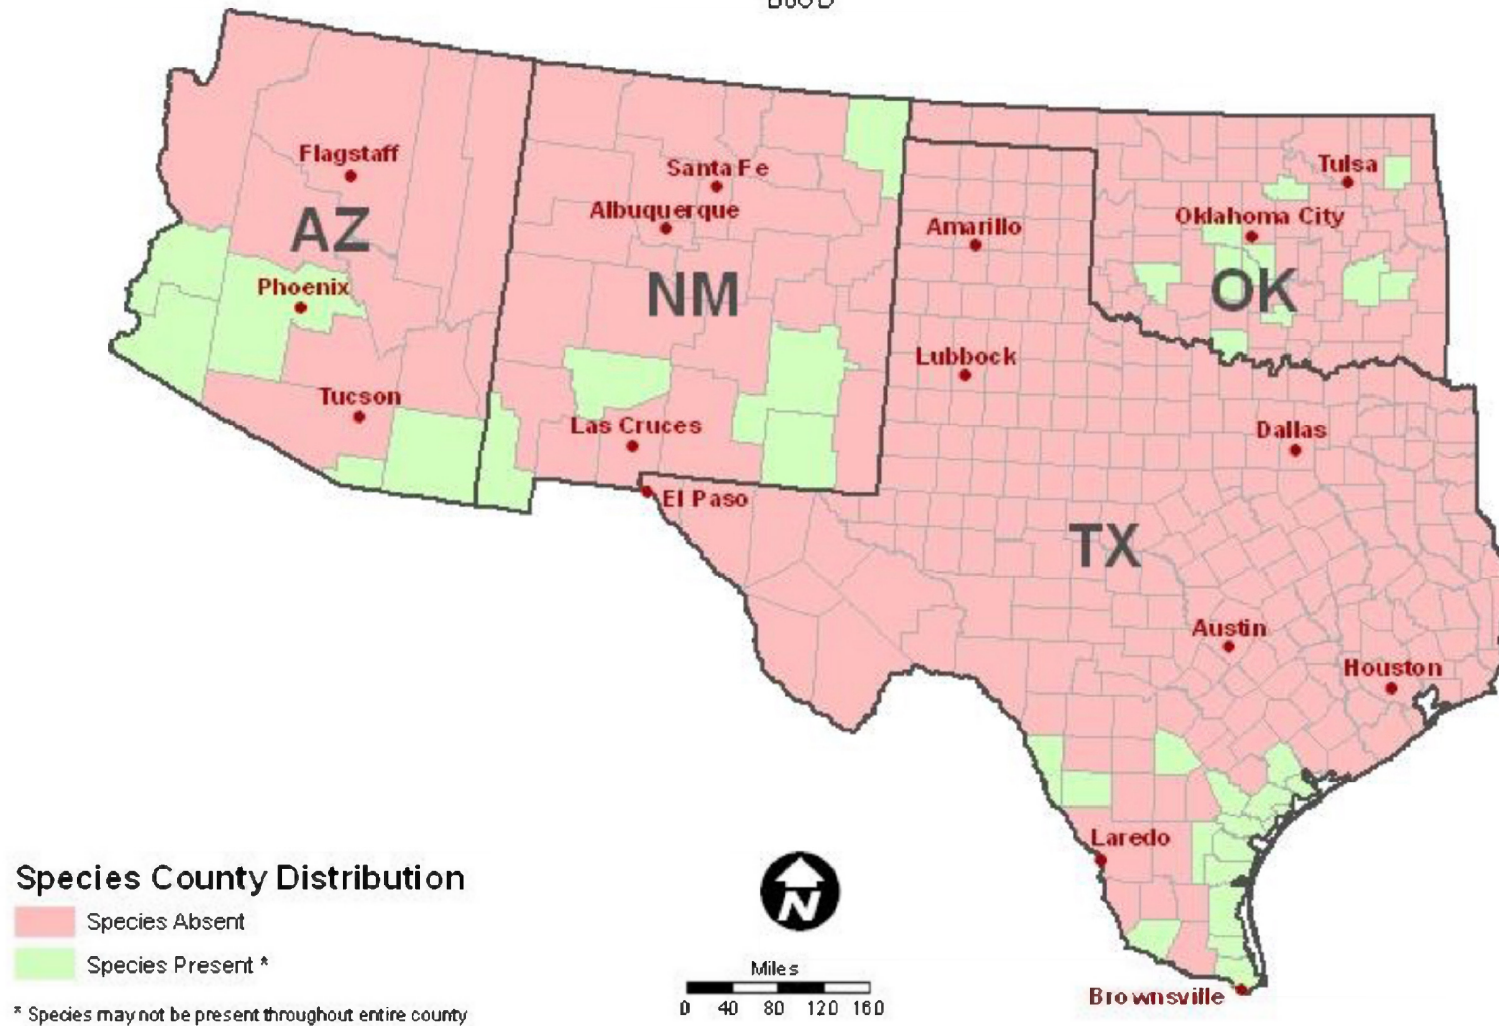 Flagstaff
AZ
Phoenix
Tucson
Santa Fe
Albuquerque
NM
Las Cruces
El Paso
Amarillo
Lubbock
Tulsa
Oklahoma City
OK
Dallas
TX
Austin
Houston
Laredo
Brownsville
Species County Distribution
Species Absent
Species Present *
* Species may not be present throughout entire county
N
Miles
0 40 80 120 160